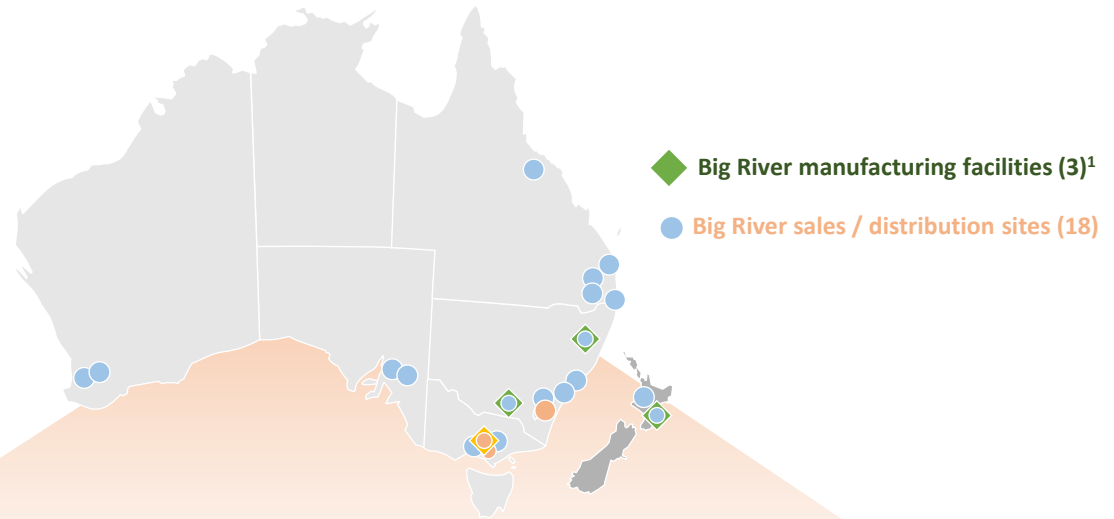 Big River manufacturing facilities (3)¹
Big River sales / distribution sites (18)